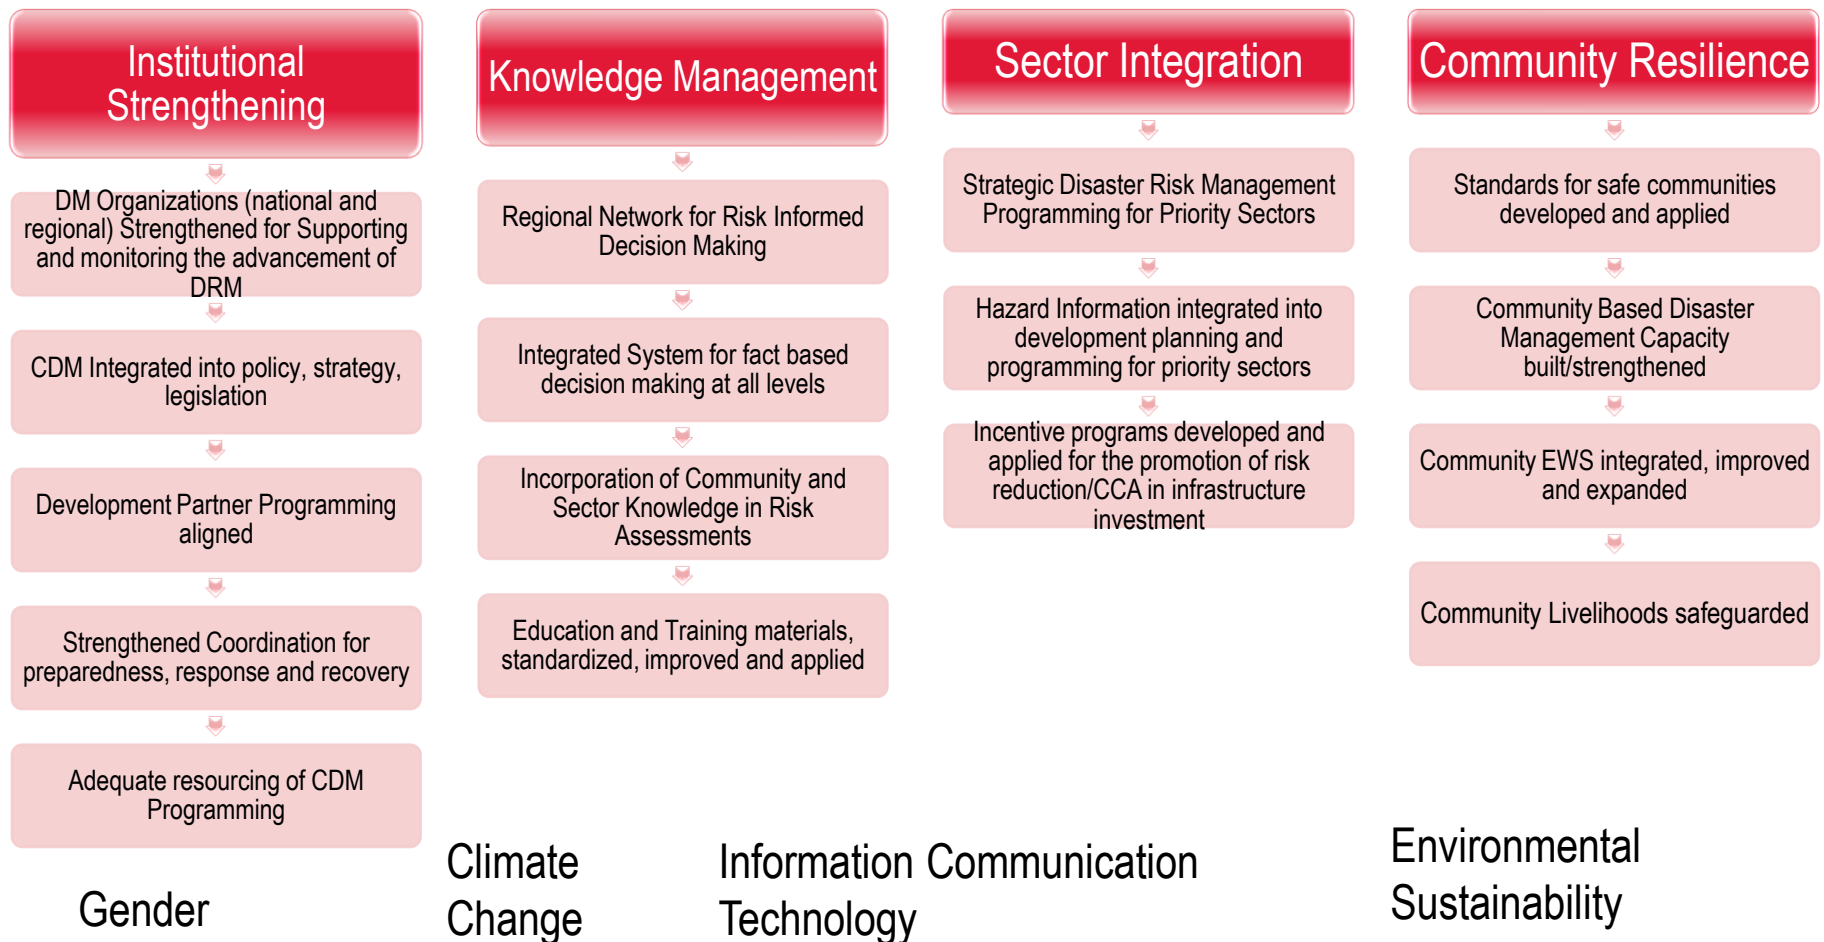 Institutional
Strengthening
DM Organizations (national and
regional) Strengthened for Supporting
and monitoring the advancement of
DRM
CDM Integrated into policy, strategy,
legislation
Development Partner Programming
aligned
Strengthened Coordination for
preparedness, response and recovery
Adequate resourcing of CDM
Programming
Knowledge Management
Regional Network for Risk Informed
Decision Making
Integrated System for fact based
decision making at all levels
Incorporation of Community and
Sector Knowledge in Risk
Assessments
Education and Training materials,
standardized, improved and applied
Sector Integration
Strategic Disaster Risk Management
Programming for Priority Sectors
Hazard Information integrated into
development planning and
programming for priority sectors
Incentive programs developed and
applied for the promotion of risk
reduction/CCA in infrastructure
investment
Community Resilience
Standards for safe communities
developed and applied
Community Based Disaster
Management Capacity
built/strengthened
Community EWS integrated, improved
and expanded
Community Livelihoods safeguarded
Gender
Climate
Change
Information Communication
Technology
Environmental
Sustainability